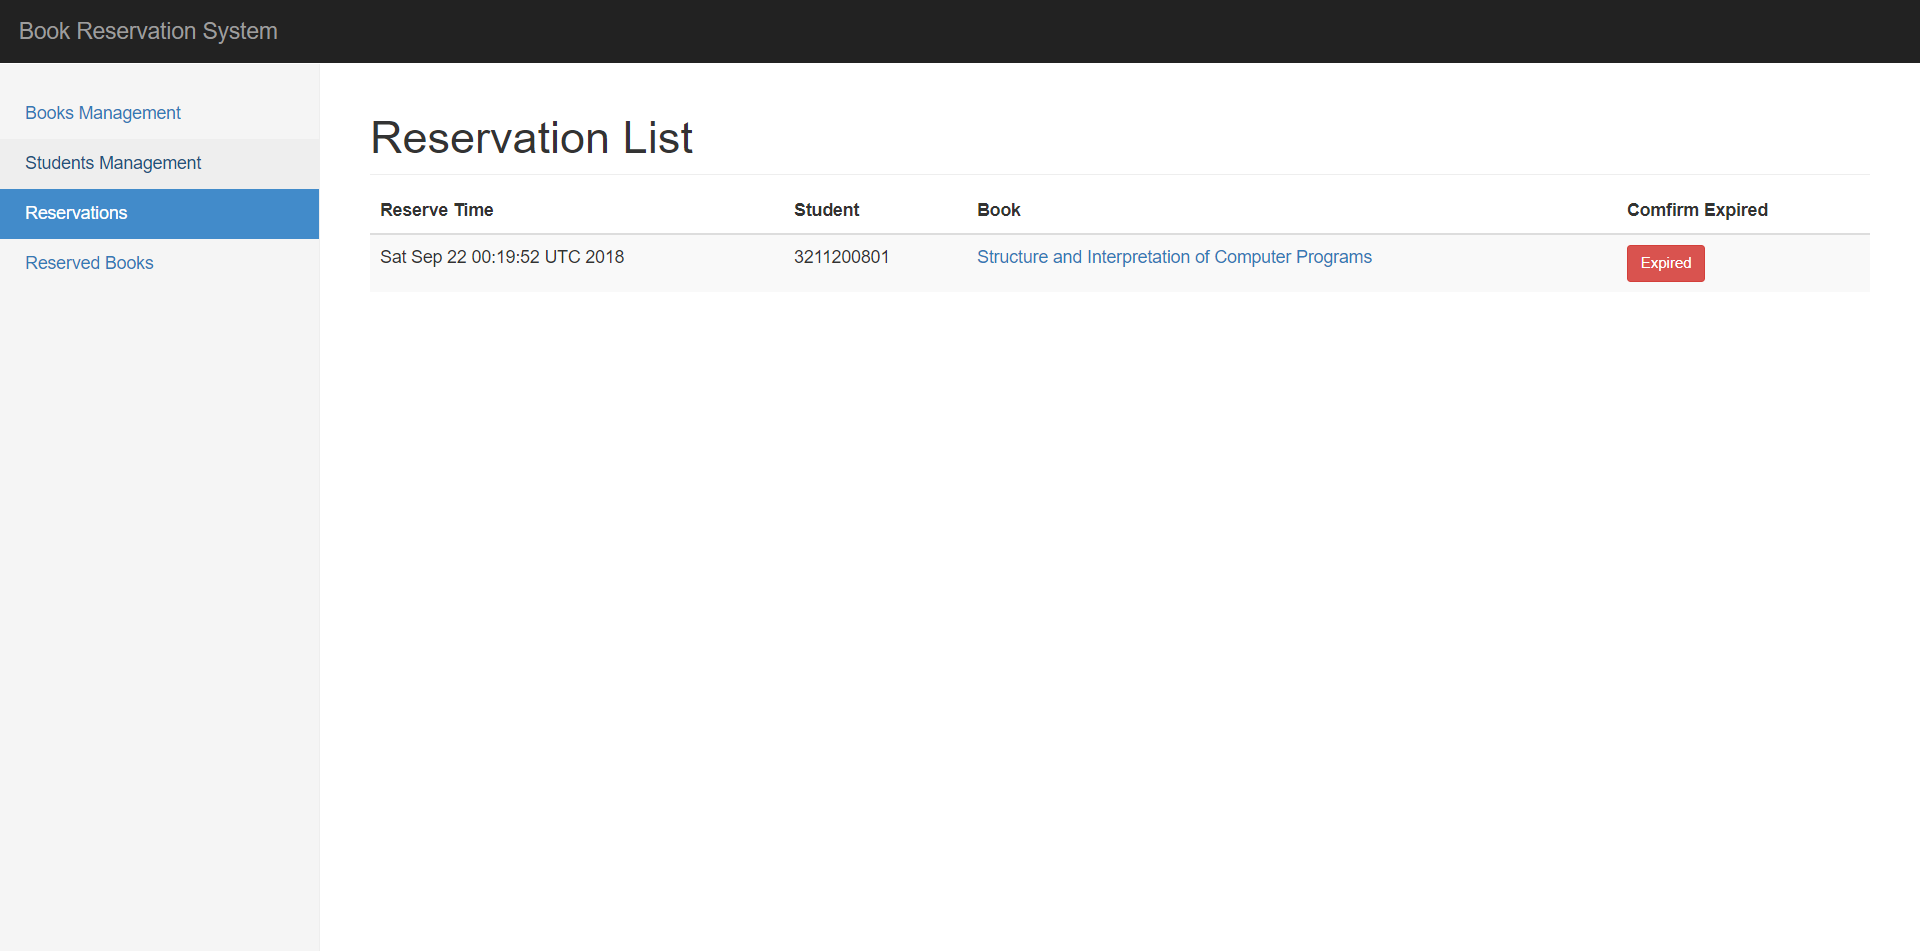 Book Reservation System
Books Management
Students Management
Reservations
Reserved Books
Reservation List
Reserve Time Student Book Comfirm Expired
Sat Sep 22 00:19:52 UTC 2018 3211200801 Structure and Interpretation of Computer Programs Expired